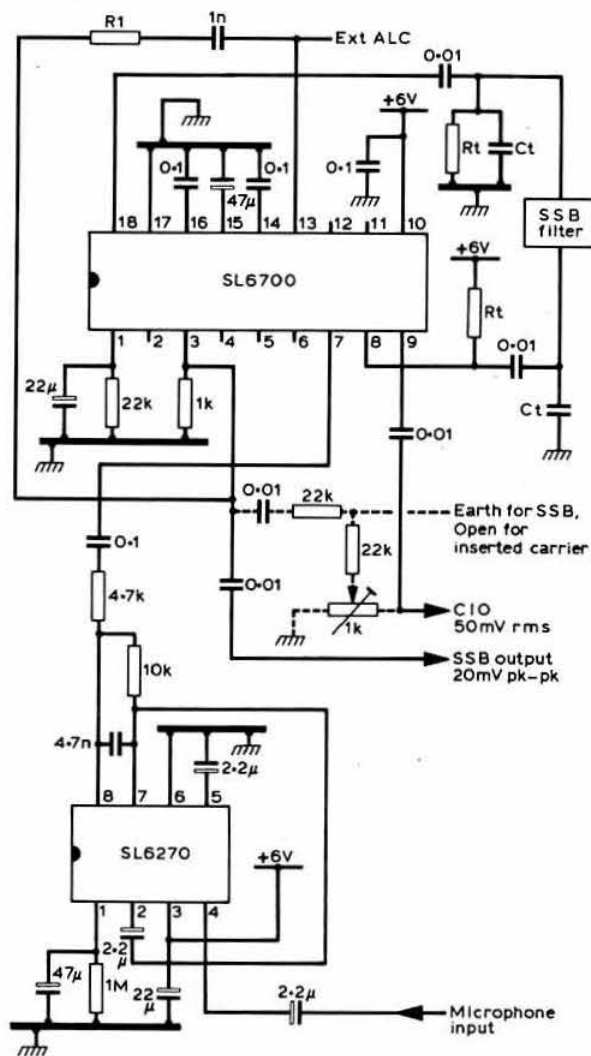 R1
1n
Ext ALC
0·01
+6V
0·1
47μ
0·1
0·1
Rt
Ct
18 17 16 15 14 13 12 11 10
SSB
filter
SL6700
+6V
Rt
1 2 3 4 5 6 7 8 9
0·01
22μ
22k
1k
Ct
0·01
0·01
22k
Earth for SSB,
Open for
inserted carrier
0·1
22k
4·7k
0·01
1k
CIO
50mV rms
10k
SSB output
20mV pk-pk
4·7n
2·2μ
8 7 6 5
SL6270
+6V
1 2 3 4
2·2
μ
47μ
1M
22
μ
2·2μ
Microphone
input